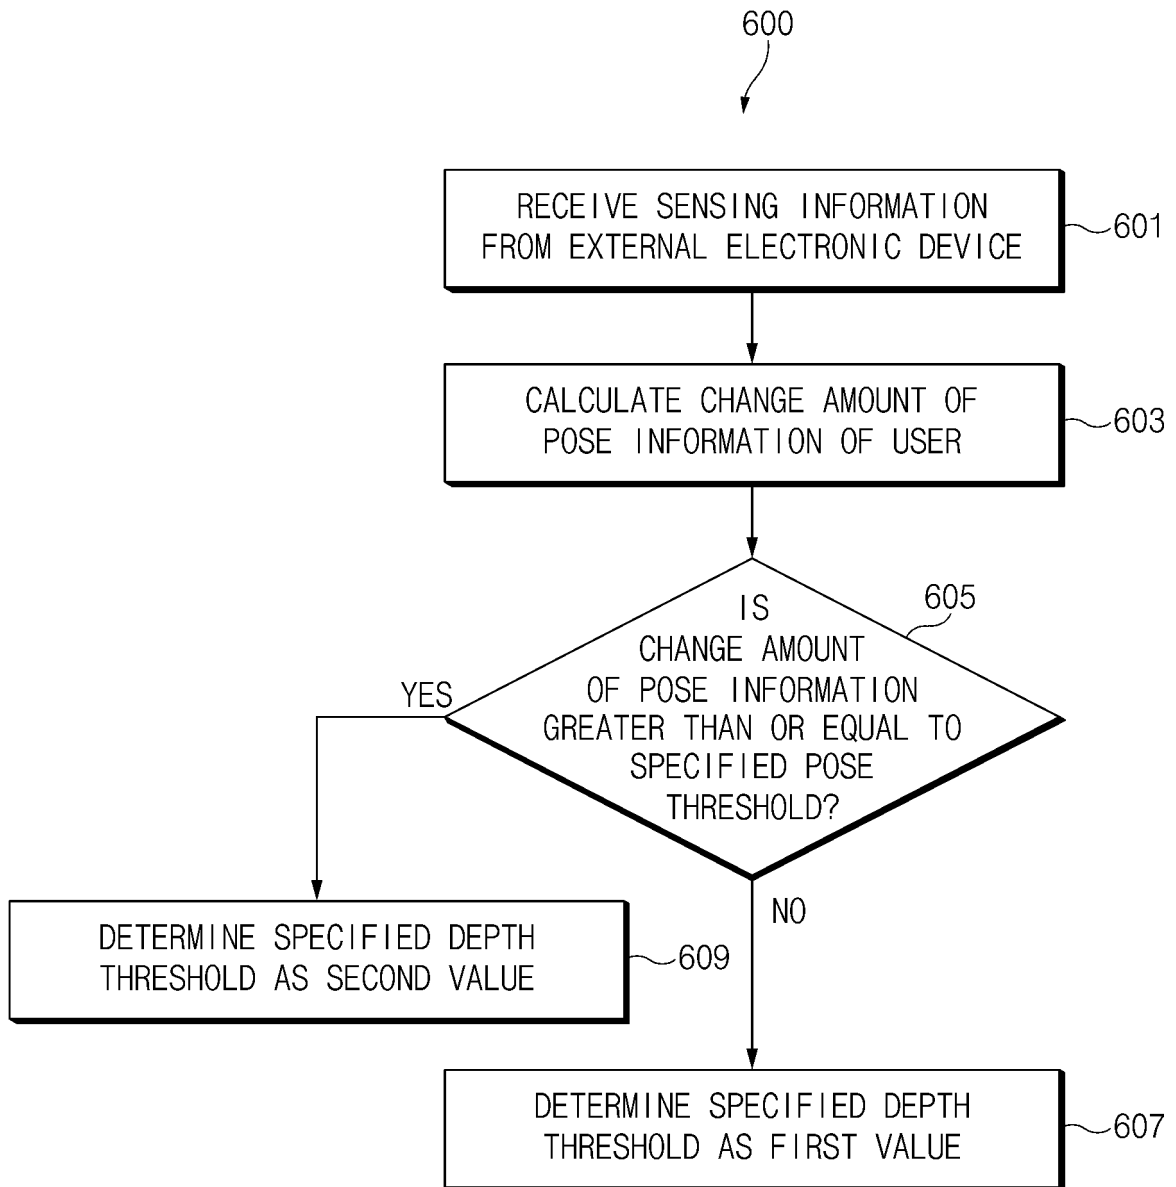 600
RECEIVE SENSING INFORMATION
FROM EXTERNAL ELECTRONIC DEVICE
601
CALCULATE CHANGE AMOUNT OF
POSE INFORMATION OF USER
603
IS
CHANGE AMOUNT
OF POSE INFORMATION
GREATER THAN OR EQUAL TO
SPECIFIED POSE
THRESHOLD?
605
YES
NO
DETERMINE SPECIFIED DEPTH
THRESHOLD AS SECOND VALUE
609
DETERMINE SPECIFIED DEPTH
THRESHOLD AS FIRST VALUE
607